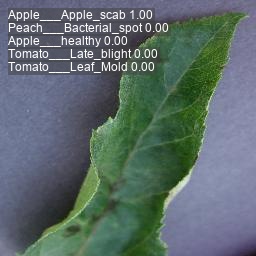 Apple___Apple_scab 1.00
Peach___Bacterial_spot 0.00
Apple___healthy 0.00
Tomato___Late_blight 0.00
Tomato___Leaf_Mold 0.00